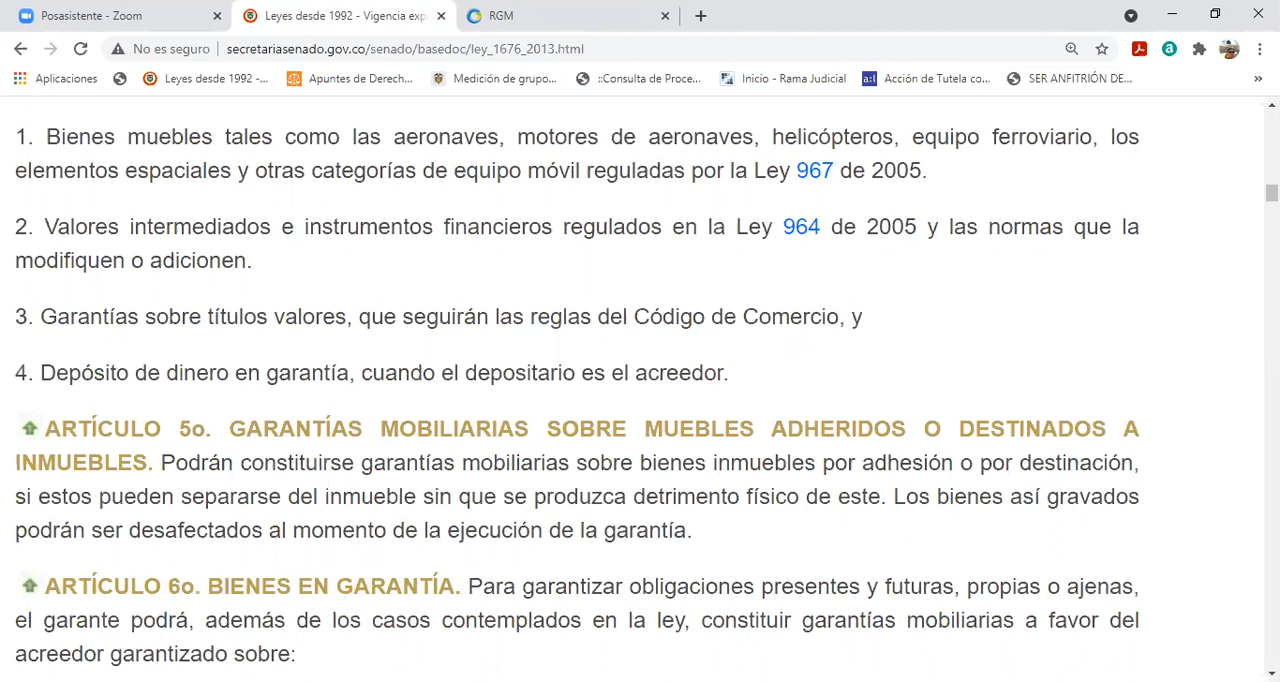 Posasistente - Zoom
Leyes desde 1992 - Vigencia exp
RGM
No es seguro
secretariasenado.gov.co/senado/basedoc/ley_1676_2013.html
Aplicaciones
Leyes desde 1992 -...
Apuntes de Derech...
Medición de grupo...
::Consulta de Proce...
Inicio - Rama Judicial
Acción de Tutela co...
SER ANFITRIÓN DE...
»
1. Bienes muebles tales como las aeronaves, motores de aeronaves, helicópteros, equipo ferroviario, los
elementos espaciales y otras categorías de equipo móvil reguladas por la Ley 967 de 2005.
2. Valores intermediados e instrumentos financieros regulados en la Ley 964 de 2005 y las normas que la
modifiquen o adicionen.
3. Garantías sobre títulos valores, que seguirán las reglas del Código de Comercio, y
4. Depósito de dinero en garantía, cuando el depositario es el acreedor.
ARTÍCULO 5o. GARANTÍAS MOBILIARIAS SOBRE MUEBLES ADHERIDOS O DESTINADOS A
INMUEBLES. Podrán constituirse garantías mobiliarias sobre bienes inmuebles por adhesión o por destinación,
si estos pueden separarse del inmueble sin que se produzca detrimento físico de este. Los bienes así gravados
podrán ser desafectados al momento de la ejecución de la garantía.
ARTÍCULO 6o. BIENES EN GARANTÍA. Para garantizar obligaciones presentes y futuras, propias o ajenas,
el garante podrá, además de los casos contemplados en la ley, constituir garantías mobiliarias a favor del
acreedor garantizado sobre: